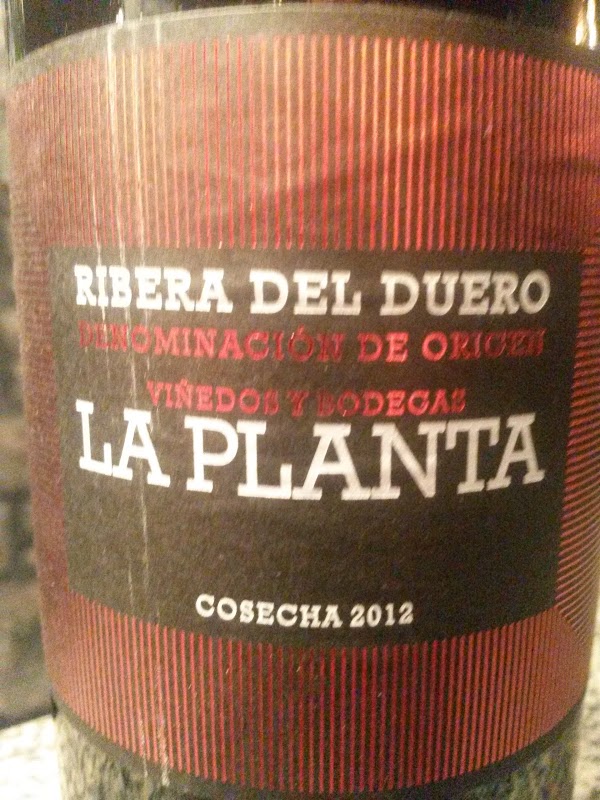 RIBERA DEL DUERO
DENOMINACIÓN DE ORIGEN
VIÑEDOS Y BODEGAS
LA PLANTA
COSECHA 2012